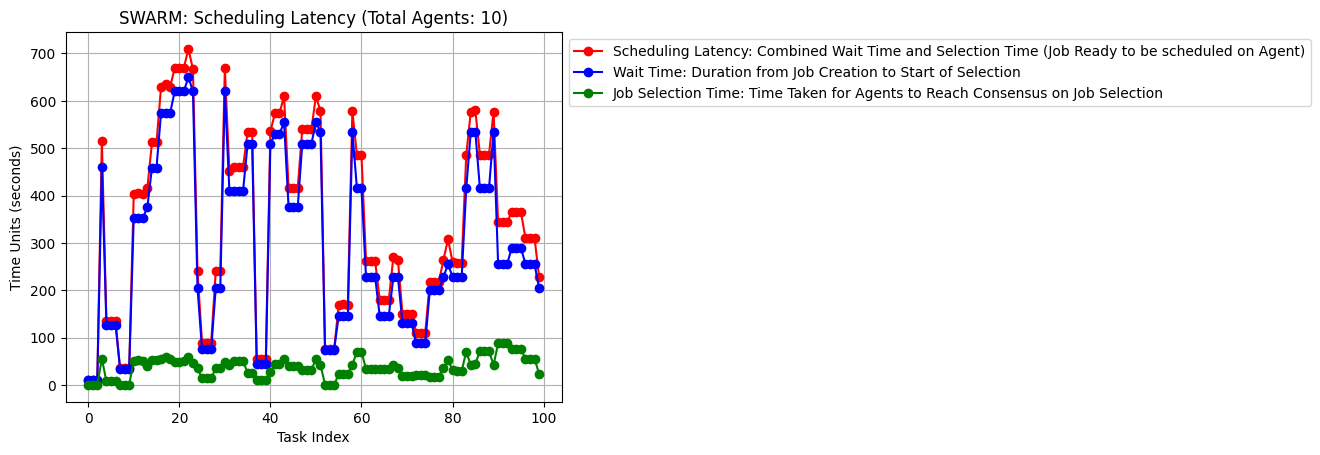 SWARM: Scheduling Latency (Total Agents: 10)
Scheduling Latency: Combined Wait Time and Selection Time (Job Ready to be scheduled on Agent)
Wait Time: Duration from Job Creation to Start of Selection
Job Selection Time: Time Taken for Agents to Reach Consensus on Job Selection
Time Units (seconds)
700
600
500
400
300
200
100
0
0 20 40 60 80 100
Task Index